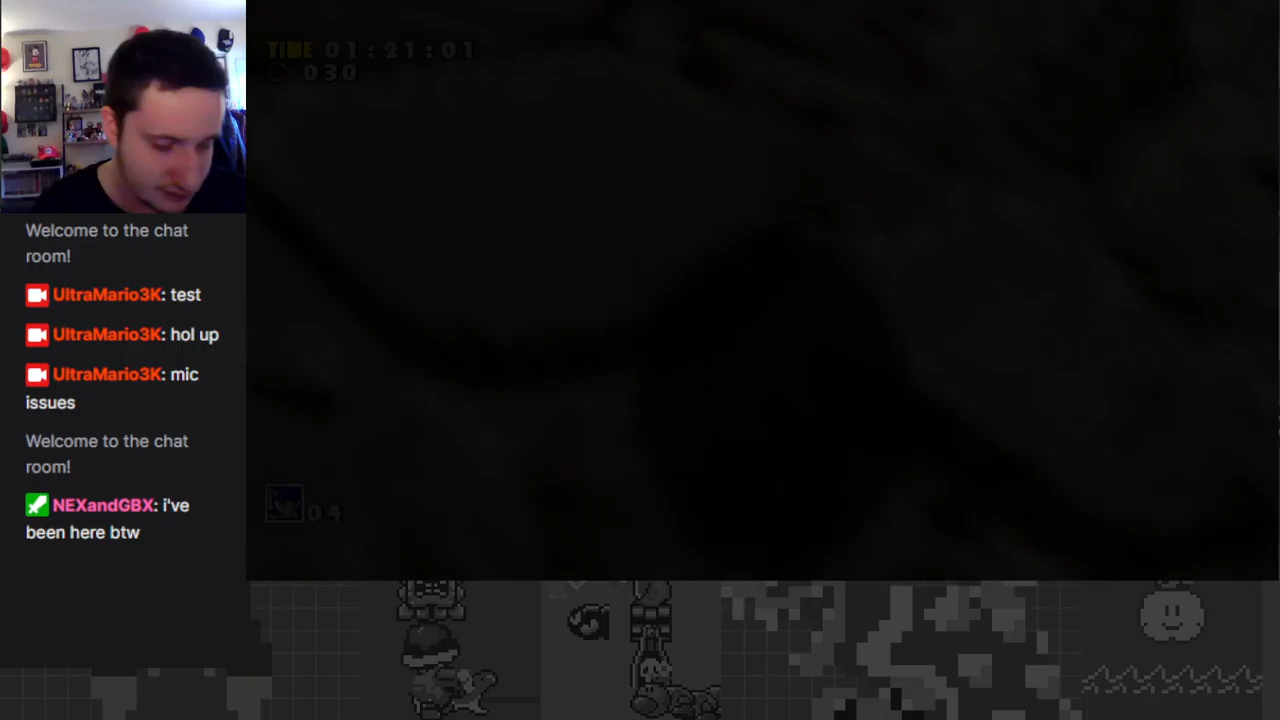 TIME 01:21:01
030
04
Welcome to the chat
room!
UltraMario3K: test
UltraMario3K: hol up
UltraMario3K: mic
issues
Welcome to the chat
room!
NEXandGBX: i've
been here btw